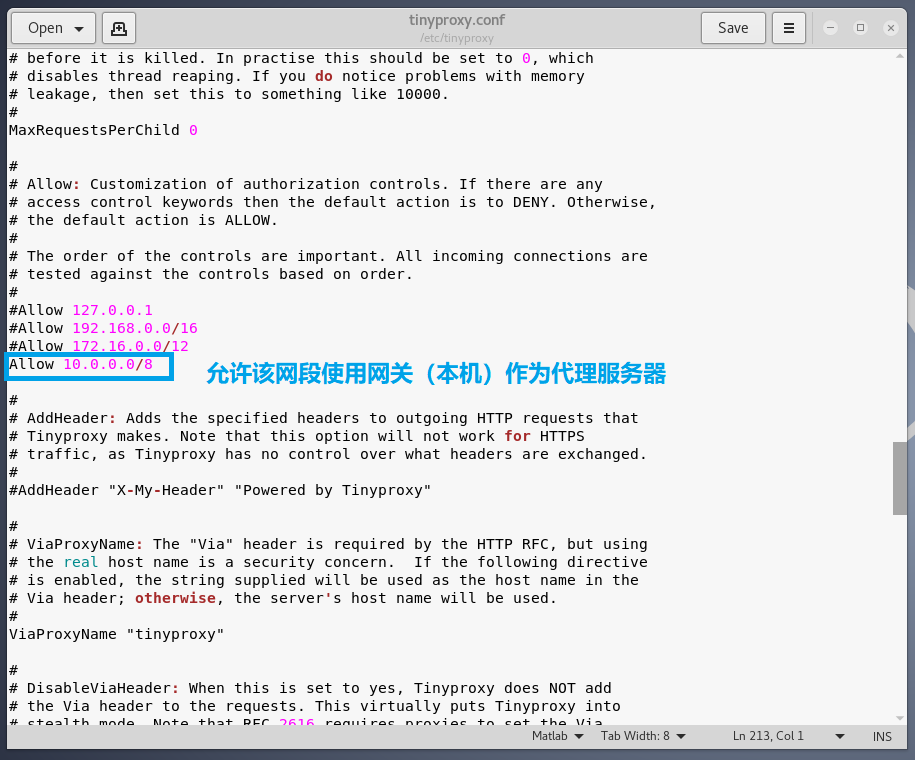 Open
tinyproxy.conf
/etc/tinyproxy
Save
# before it is killed. In practise this should be set to 0, which
# disables thread reaping. If you do notice problems with memory
# leakage, then set this to something like 10000.
#
MaxRequestsPerChild 0
#
# Allow: Customization of authorization controls. If there are any
# access control keywords then the default action is to DENY. Otherwise,
# the default action is ALLOW.
#
# The order of the controls are important. All incoming connections are
# tested against the controls based on order.
#
#Allow 127.0.0.1
#Allow 192.168.0.0/16
#Allow 172.16.0.0/12
Allow 10.0.0.0/8
允许该网段使用网关（本机）作为代理服务器
#
# AddHeader: Adds the specified headers to outgoing HTTP requests that
# Tinyproxy makes. Note that this option will not work for HTTPS
# traffic, as Tinyproxy has no control over what headers are exchanged.
#
#AddHeader "X-My-Header" "Powered by Tinyproxy"
#
# ViaProxyName: The "Via" header is required by the HTTP RFC, but using
# the real host name is a security concern.  If the following directive
# is enabled, the string supplied will be used as the host name in the
# Via header; otherwise, the server's host name will be used.
#
ViaProxyName "tinyproxy"
#
# DisableViaHeader: When this is set to yes, Tinyproxy does NOT add
# the Via header to the requests. This virtually puts Tinyproxy into
# stealth mode. Note that RFC 2616 requires proxies to set the Via
Matlab
Tab Width: 8
Ln 213, Col 1
INS